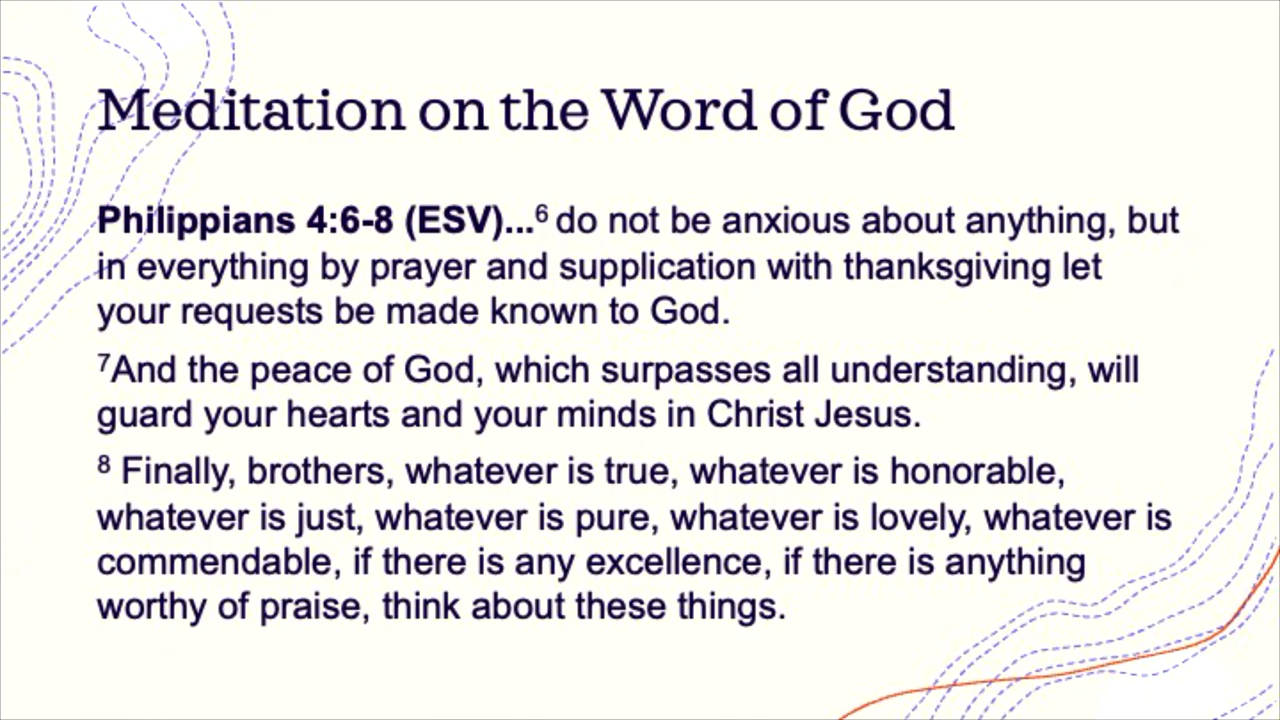 Meditation on the Word of God
Philippians 4:6-8 (ESV)...⁶ do not be anxious about anything, but
in everything by prayer and supplication with thanksgiving let
your requests be made known to God.
⁷And the peace of God, which surpasses all understanding, will
guard your hearts and your minds in Christ Jesus.
⁸ Finally, brothers, whatever is true, whatever is honorable,
whatever is just, whatever is pure, whatever is lovely, whatever is
commendable, if there is any excellence, if there is anything
worthy of praise, think about these things.